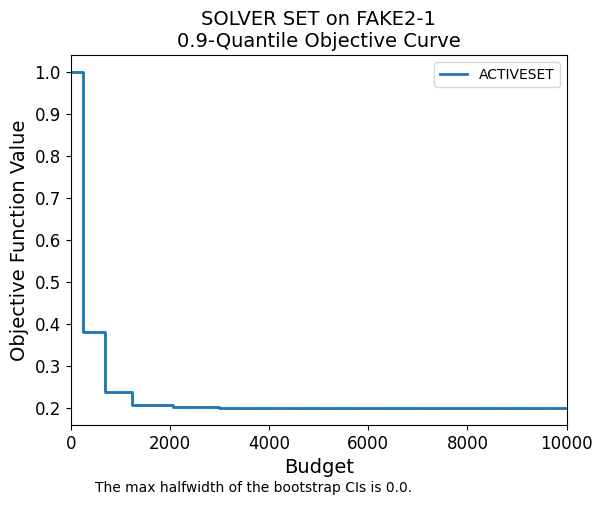 SOLVER SET on FAKE2-1
0.9-Quantile Objective Curve
ACTIVESET
Objective Function Value
1.0
0.9
0.8
0.7
0.6
0.5
0.4
0.3
0.2
0
2000
4000
6000
8000
10000
Budget
The max halfwidth of the bootstrap CIs is 0.0.